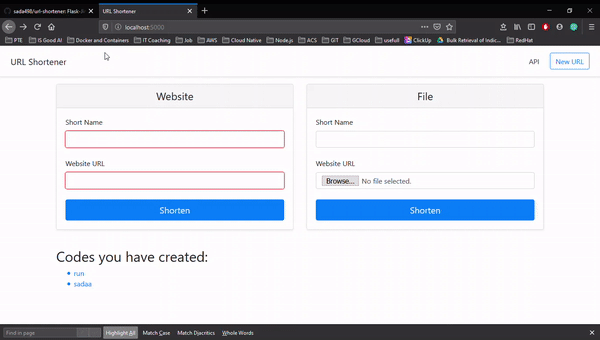 sada498/url-shortener: Flask-A
URL Shortener
localhost:5000
PTE
IS Good AI
Docker and Containers
IT Coaching
Job
AWS
Cloud Native
Node.js
ACS
GIT
GCloud
usefull
ClickUp
Bulk Retrieval of Indic...
RedHat
URL Shortener
API
New URL
Website
Short Name
Website URL
Shorten
File
Short Name
Website URL
Browse... No file selected.
Shorten
Codes you have created:
run
sadaa
Find in page
Highlight All
Match Case
Match Diacritics
Whole Words